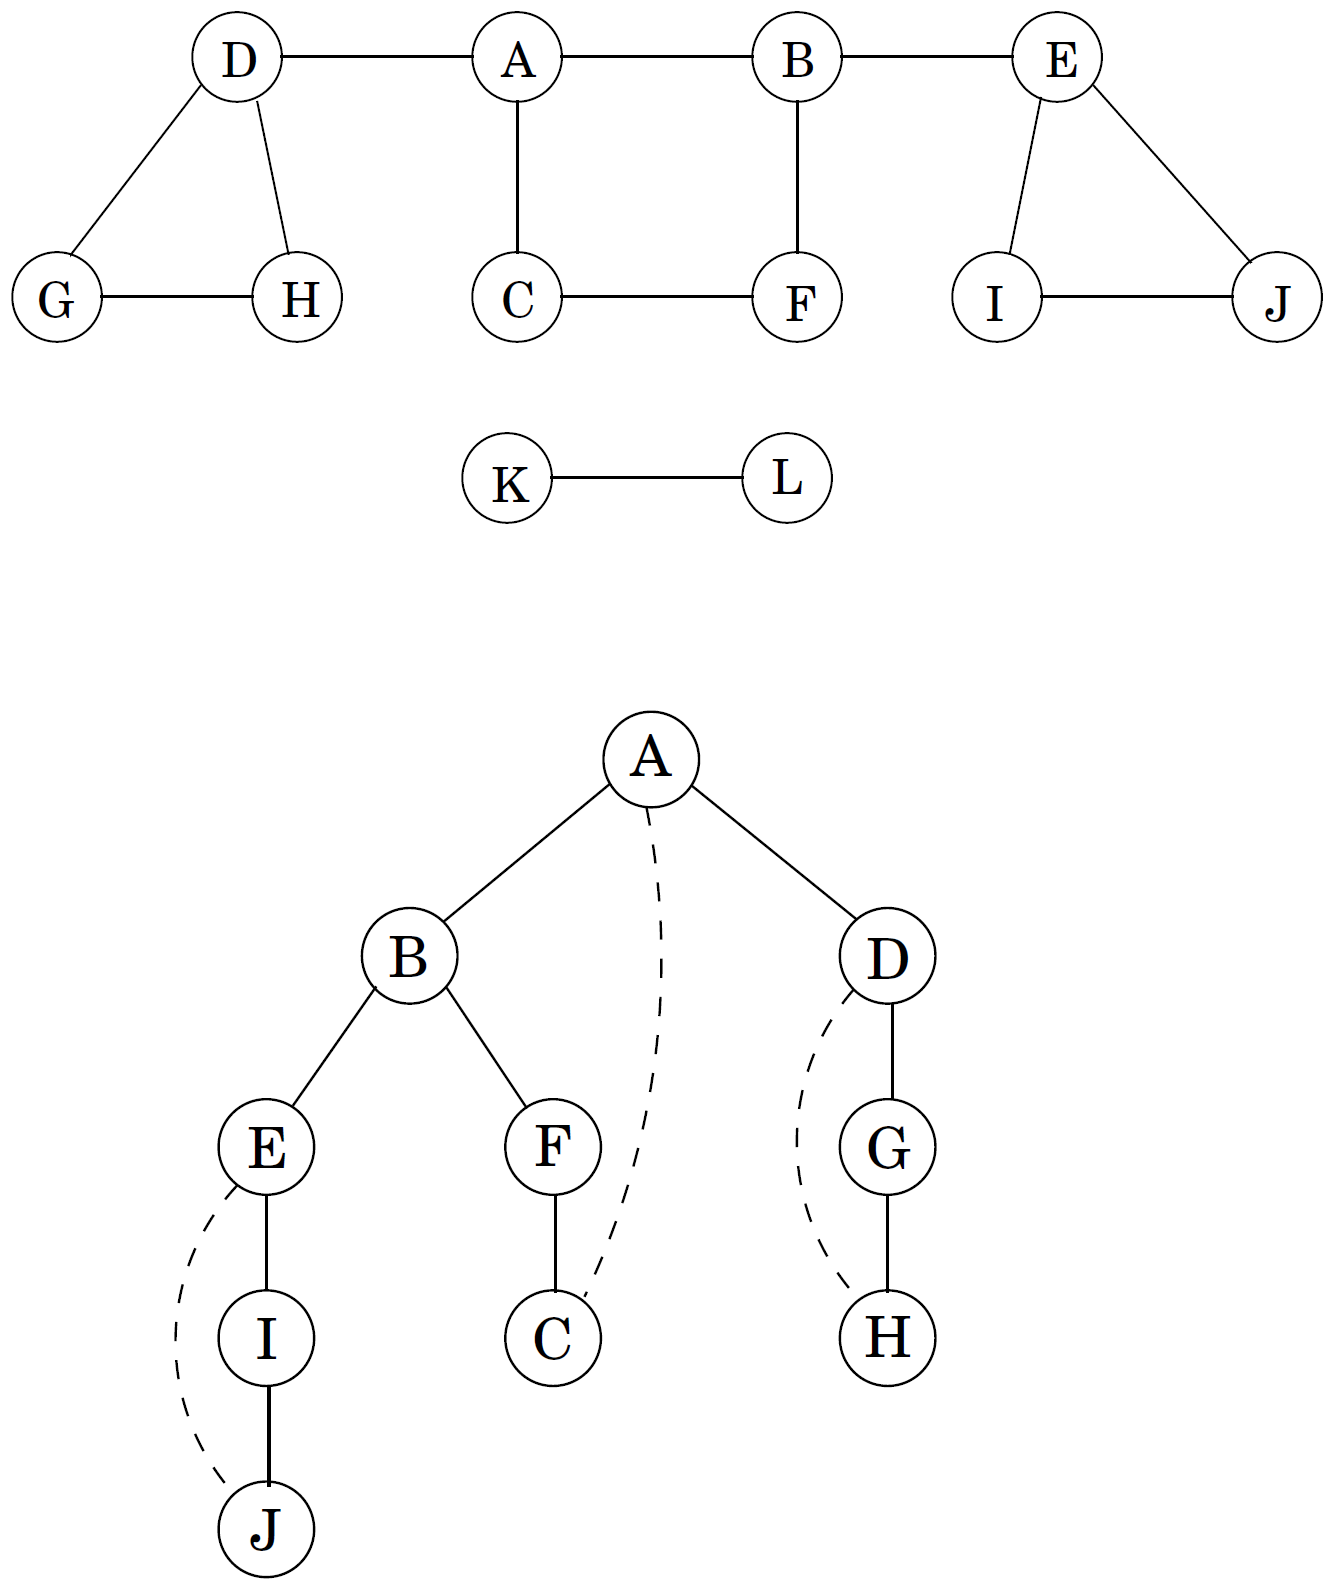 D A B E
G H C F I J
K L
A
B D
E F G
I C H
J